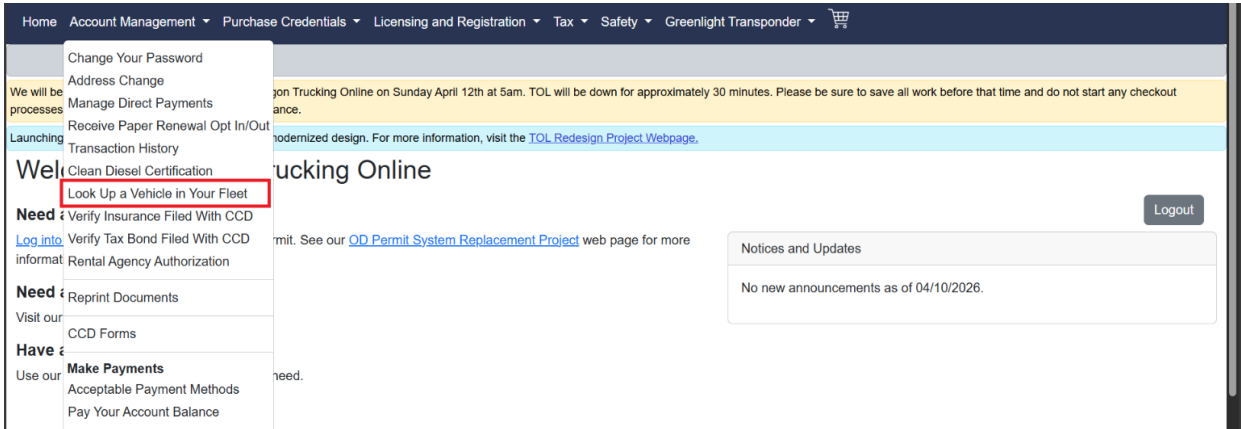 Home Account Management Purchase Credentials Licensing and Registration Tax Safety Greenlight Transponder
Change Your Password
Address Change
Manage Direct Payments
Receive Paper Renewal Opt In/Out
Transaction History
Clean Diesel Certification
Look Up a Vehicle in Your Fleet
Verify Insurance Filed With CCD
Verify Tax Bond Filed With CCD
Rental Agency Authorization
Reprint Documents
CCD Forms
Make Payments
Acceptable Payment Methods
Pay Your Account Balance
We will be gon Trucking Online on Sunday April 12th at 5am. TOL will be down for approximately 30 minutes. Please be sure to save all work before that time and do not start any checkout
processes ance.
Launching modernized design. For more information, visit the TOL Redesign Project Webpage.
Wel rucking Online
Logout
Need a
Log into rmit. See our OD Permit System Replacement Project web page for more
informat
Need a
Visit our
Have a
Use our need.
Notices and Updates
No new announcements as of 04/10/2026.